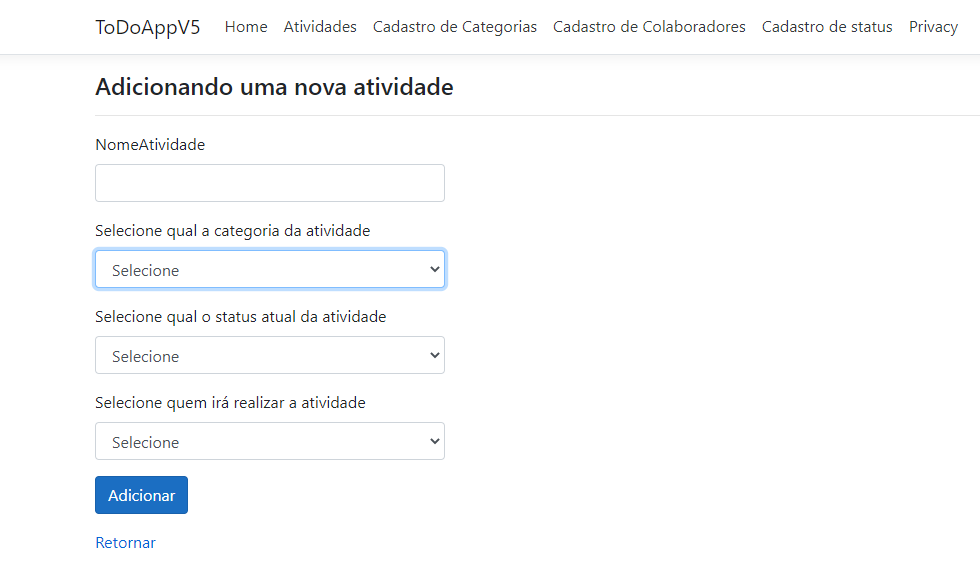 ToDoAppV5 Home Atividades Cadastro de Categorias Cadastro de Colaboradores Cadastro de status Privacy
Adicionando uma nova atividade
NomeAtividade
Selecione qual a categoria da atividade
Selecione
Selecione qual o status atual da atividade
Selecione
Selecione quem irá realizar a atividade
Selecione
Adicionar
Retornar